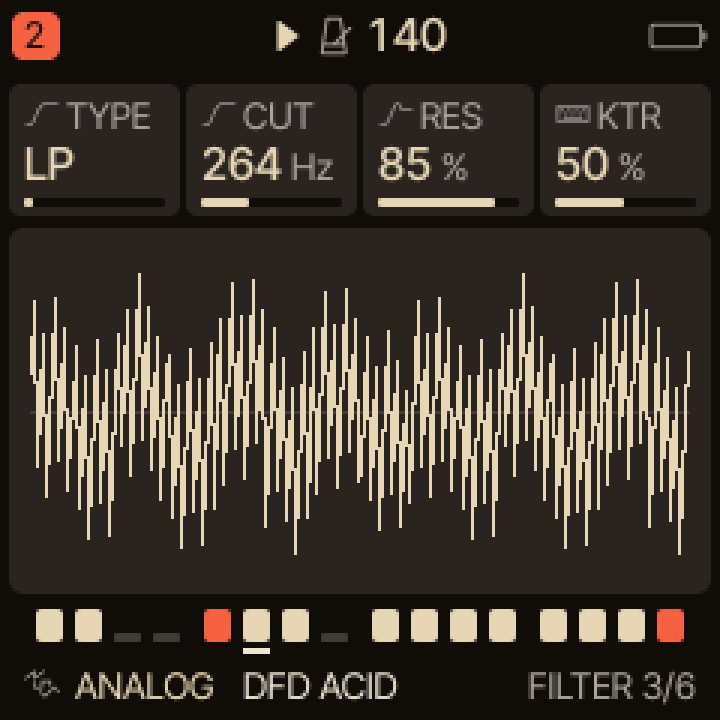 2 140
TYPE CUT RES KTR
LP 264 Hz 85 % 50 %
ANALOG DFD ACID FILTER 3/6